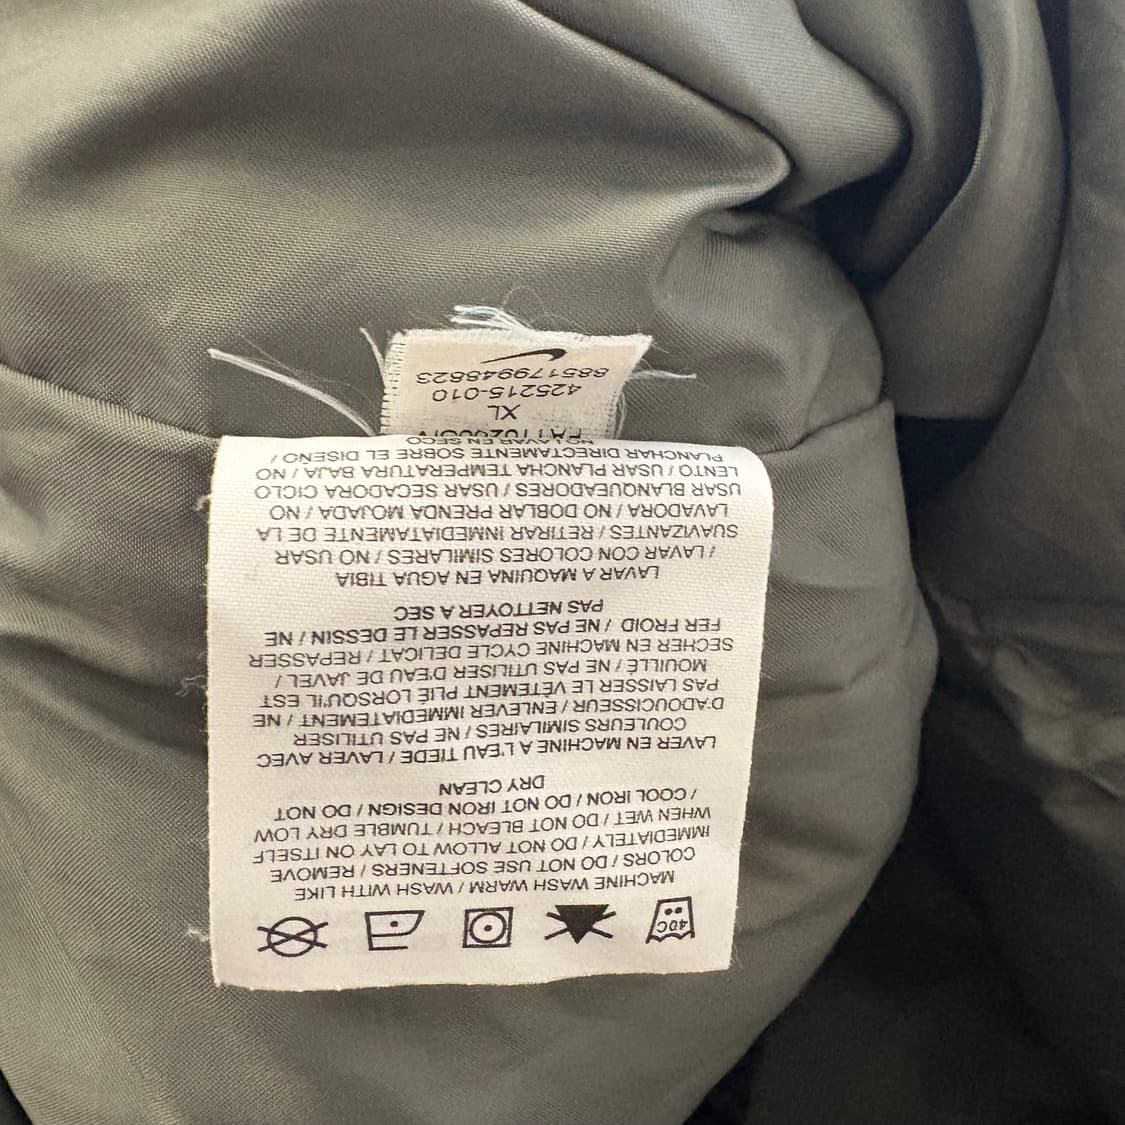 40C
MACHINE WASH WARM / WASH WITH LIKE
COLORS / DO NOT USE SOFTENERS / REMOVE
IMMEDIATELY / DO NOT ALLOW TO LAY ON ITSELF
WHEN WET / DO NOT BLEACH / TUMBLE DRY LOW
/ COOL IRON / DO NOT IRON DESIGN / DO NOT
DRY CLEAN
LAVER EN MACHINE A L'EAU TIEDE / LAVER AVEC
COULEURS SIMILAIRES / NE PAS UTILISER
D'ADOUCISSEUR / ENLEVER IMMEDIATEMENT / NE
PAS LAISSER LE VÊTEMENT PLIÉ LORSQU'IL EST
MOUILLÉ / NE PAS UTILISER D'EAU DE JAVEL /
SECHER EN MACHINE CYCLE DELICAT / REPASSER
FER FROID / NE PAS REPASSER LE DESSIN / NE
PAS NETTOYER A SEC
LAVAR A MAQUINA EN AGUA TIBIA
/ LAVAR CON COLORES SIMILARES / NO USAR
SUAVIZANTES / RETIRAR INMEDIATAMENTE DE LA
LAVADORA / NO DOBLAR PRENDA MOJADA / NO
USAR BLANQUEADORES / USAR SECADORA CICLO
LENTO / USAR PLANCHA TEMPERATURA BAJA / NO
PLANCHAR DIRECTAMENTE SOBRE EL DISENO /
NO LAVAR EN SECO
XL
425215-010
885179948823